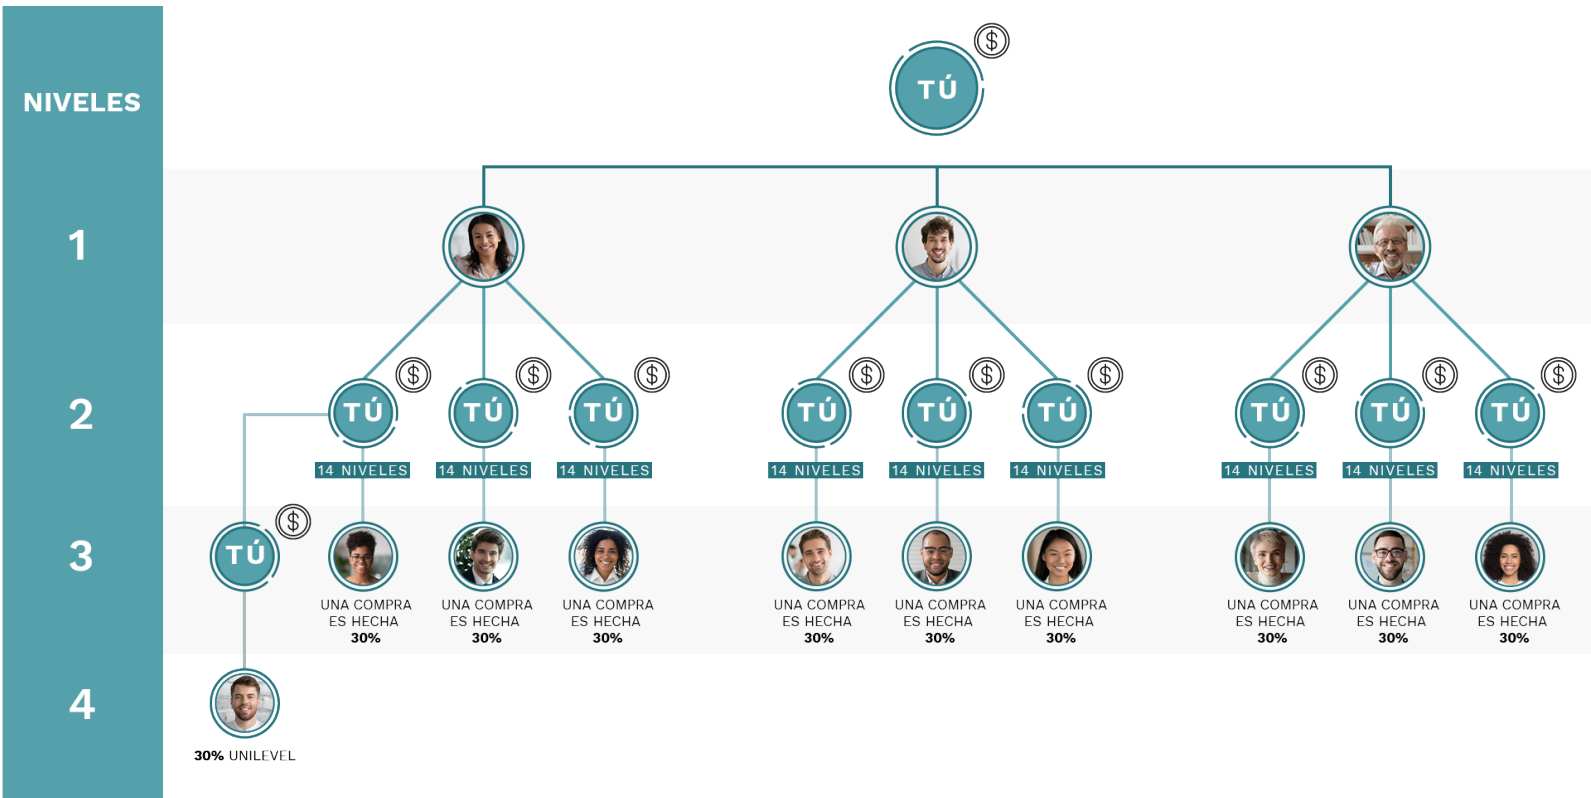 NIVELES
TÚ
1
2
TÚ TÚ TÚ TÚ TÚ TÚ TÚ TÚ TÚ
14 NIVELES 14 NIVELES 14 NIVELES 14 NIVELES 14 NIVELES 14 NIVELES 14 NIVELES 14 NIVELES 14 NIVELES
3
TÚ
UNA COMPRA UNA COMPRA UNA COMPRA UNA COMPRA UNA COMPRA UNA COMPRA UNA COMPRA UNA COMPRA UNA COMPRA
ES HECHA ES HECHA ES HECHA ES HECHA ES HECHA ES HECHA ES HECHA ES HECHA ES HECHA
30% 30% 30% 30% 30% 30% 30% 30% 30%
4
30% UNILEVEL